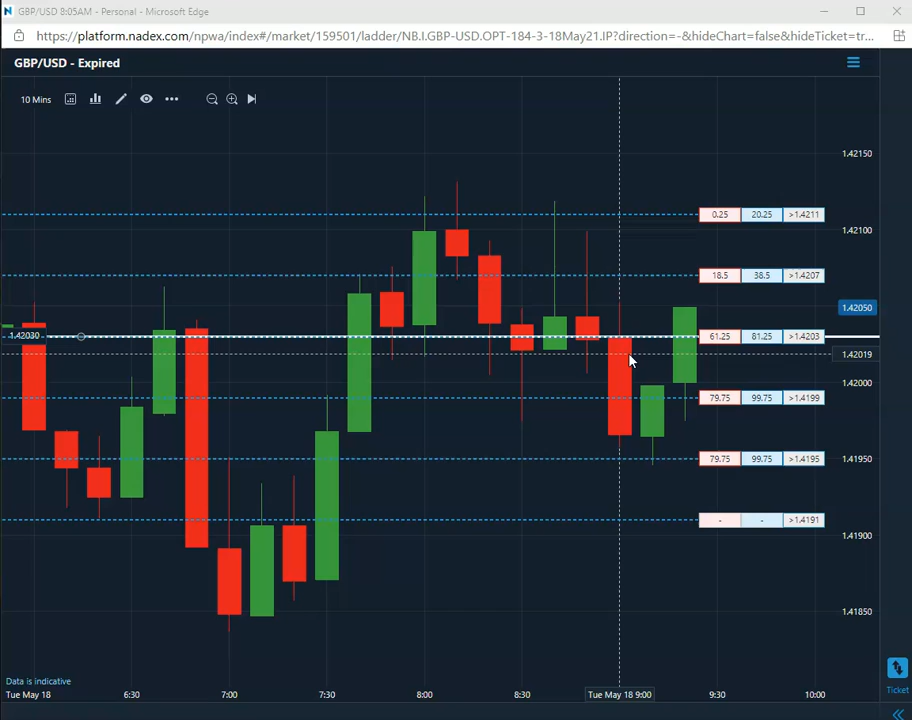 GBP/USD 8:05AM - Personal - Microsoft Edge
https://platform.nadex.com/npwa/index#/market/159501/ladder/NB.I.GBP-USD.OPT-184-3-18May21.IP?direction=-&hideChart=false&hideTicket=tr...
GBP/USD - Expired
10 Mins
1.42150
0.25 20.25 >1.4211
1.42100
18.5 38.5 >1.4207
1.42050
1.42030 61.25 81.25 >1.4203
1.42019
1.42000
79.75 99.75 >1.4199
79.75 99.75 >1.4195
1.41950
- - >1.4191
1.41900
1.41850
Ticket
Data is indicative
Tue May 18 6:30 7:00 7:30 8:00 8:30 Tue May 18 9:00 9:30 10:00